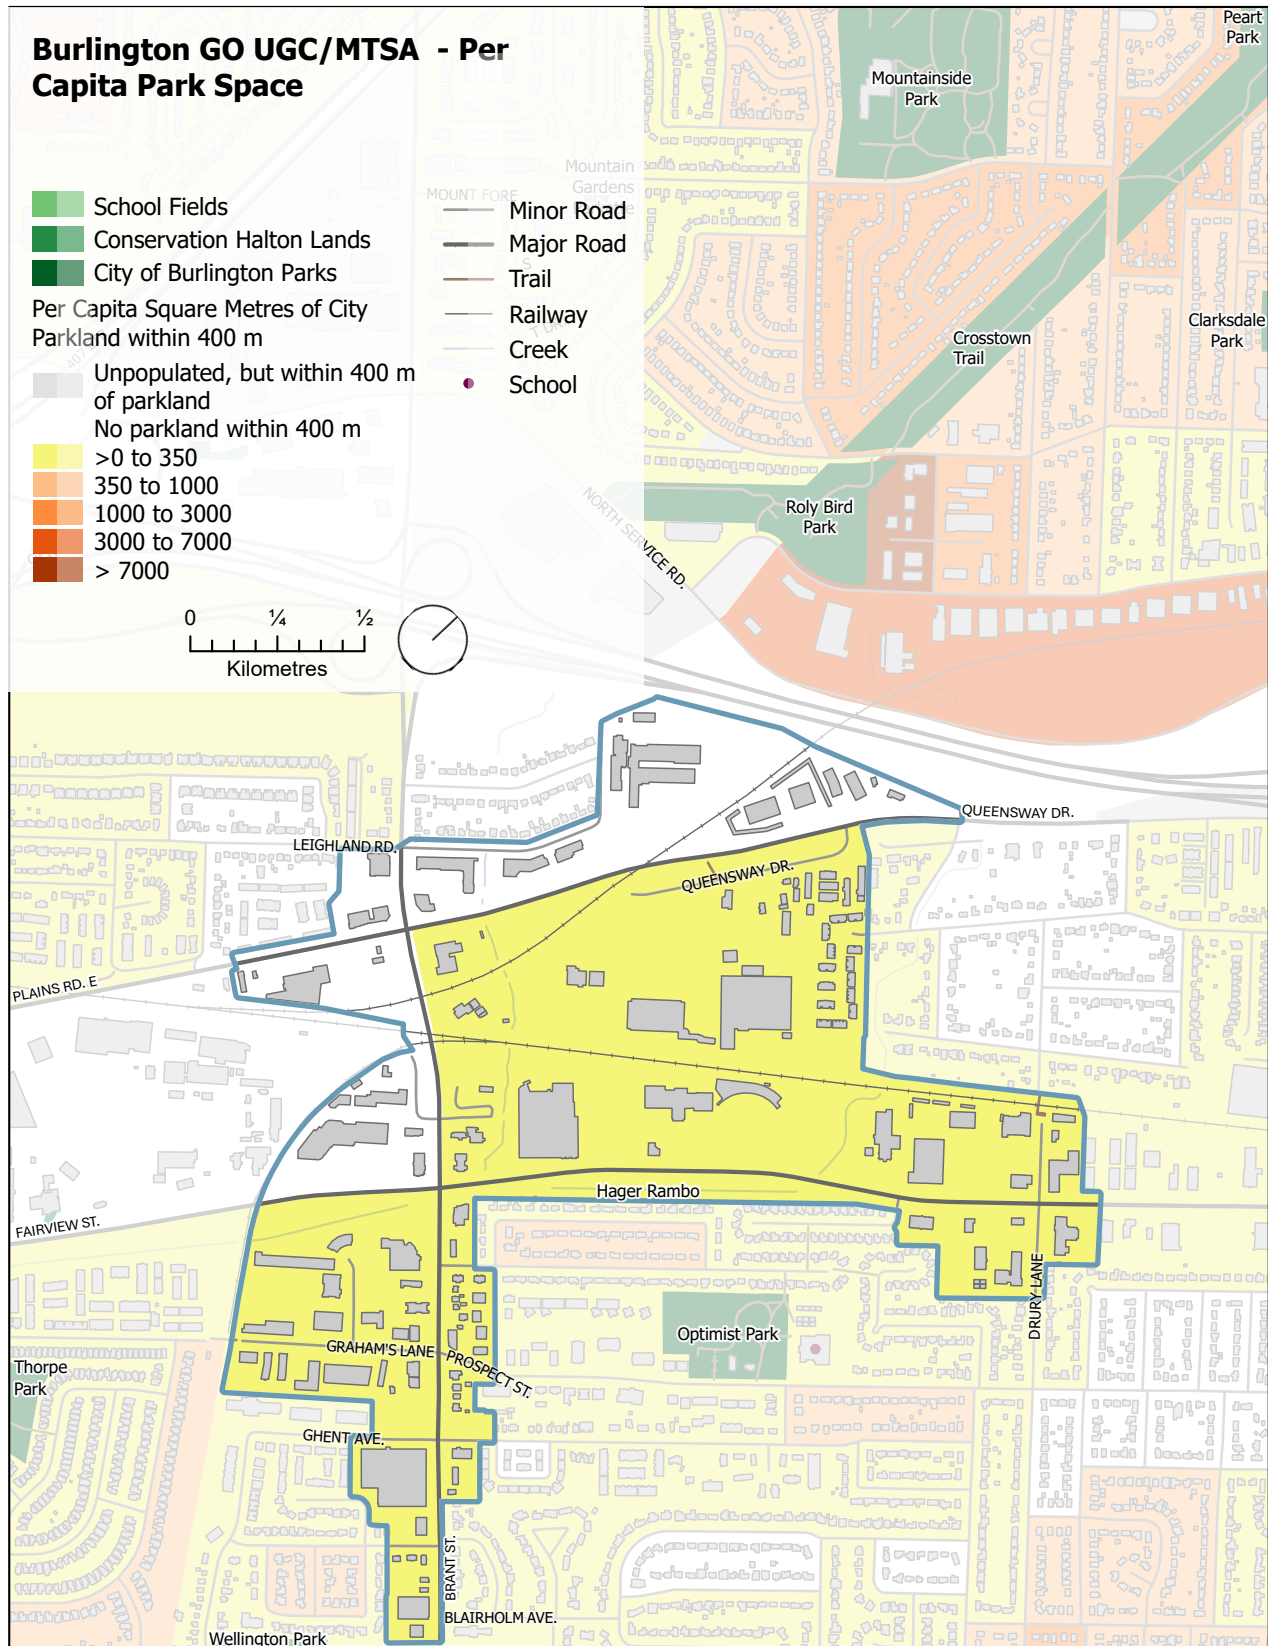 Burlington GO UGC/MTSA - Per
Capita Park Space
School Fields
Conservation Halton Lands
City of Burlington Parks
Per Capita Square Metres of City
Parkland within 400 m
Unpopulated, but within 400 m
of parkland
No parkland within 400 m
>0 to 350
350 to 1000
1000 to 3000
3000 to 7000
> 7000
Minor Road
Major Road
Trail
Railway
Creek
School
0 ¼ ½
Kilometres
MOUNT FORE
Mountain
Gardens
Peart
Park
Mountainside
Park
Crosstown
Trail
Clarksdale
Park
Roly Bird
Park
NORTH SERVICE RD.
QUEENSWAY DR.
LEIGHLAND RD.
QUEENSWAY DR.
PLAINS RD. E
Hager Rambo
FAIRVIEW ST.
DRURY LANE
Optimist Park
GRAHAM'S LANE
PROSPECT ST.
Thorpe
Park
GHENT AVE.
BRANT ST.
BLAIRHOLM AVE.
Wellington Park